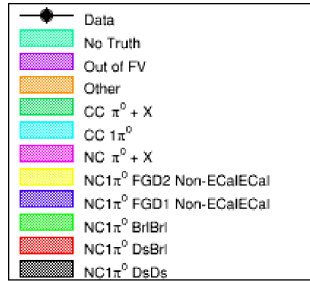 Data
No Truth
Out of FV
Other
CC π⁰ + X
CC 1π⁰
NC π⁰ + X
NC1π⁰ FGD2 Non-ECalECal
NC1π⁰ FGD1 Non-ECalECal
NC1π⁰ BrlBrl
NC1π⁰ DsBrl
NC1π⁰ DsDs